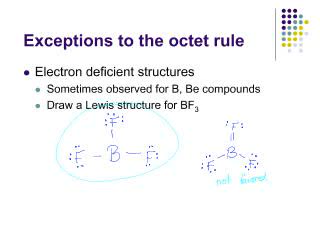 Exceptions to the octet rule
Electron deficient structures
Sometimes observed for B, Be compounds
Draw a Lewis structure for BF3
F
F
F – B – F
B
F F
not favored